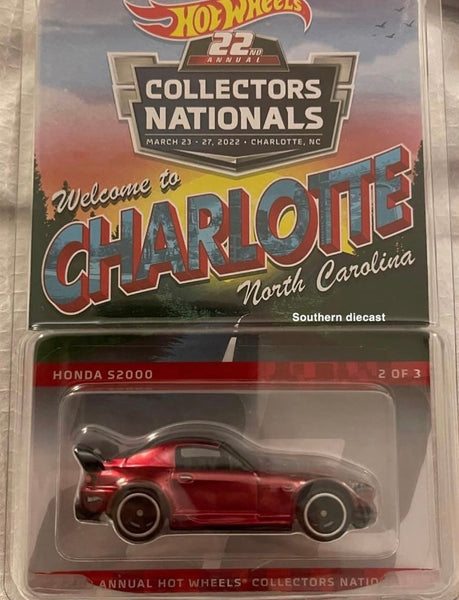 HOT WHEELS
22ND
ANNUAL
COLLECTORS
NATIONALS
MARCH 23 - 27, 2022 • CHARLOTTE, NC
Welcome to
CHARLOTTE
North Carolina
Southern diecast
HONDA S2000 2 OF 3
ANNUAL HOT WHEELS® COLLECTORS